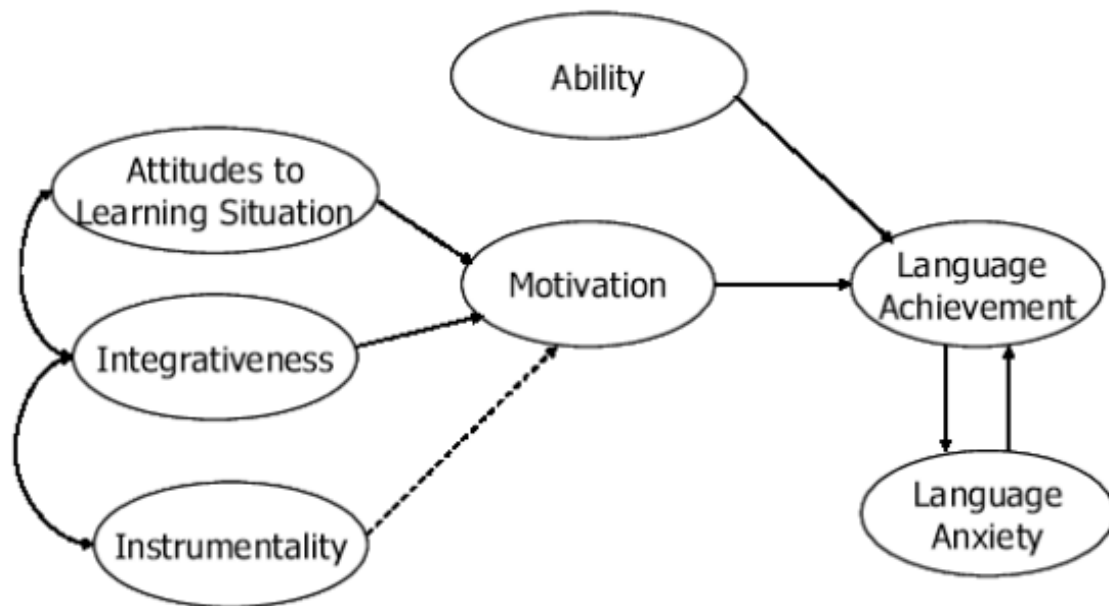 Ability
Attitudes to
Learning Situation
Motivation
Language
Achievement
Integrativeness
Language
Anxiety
Instrumentality